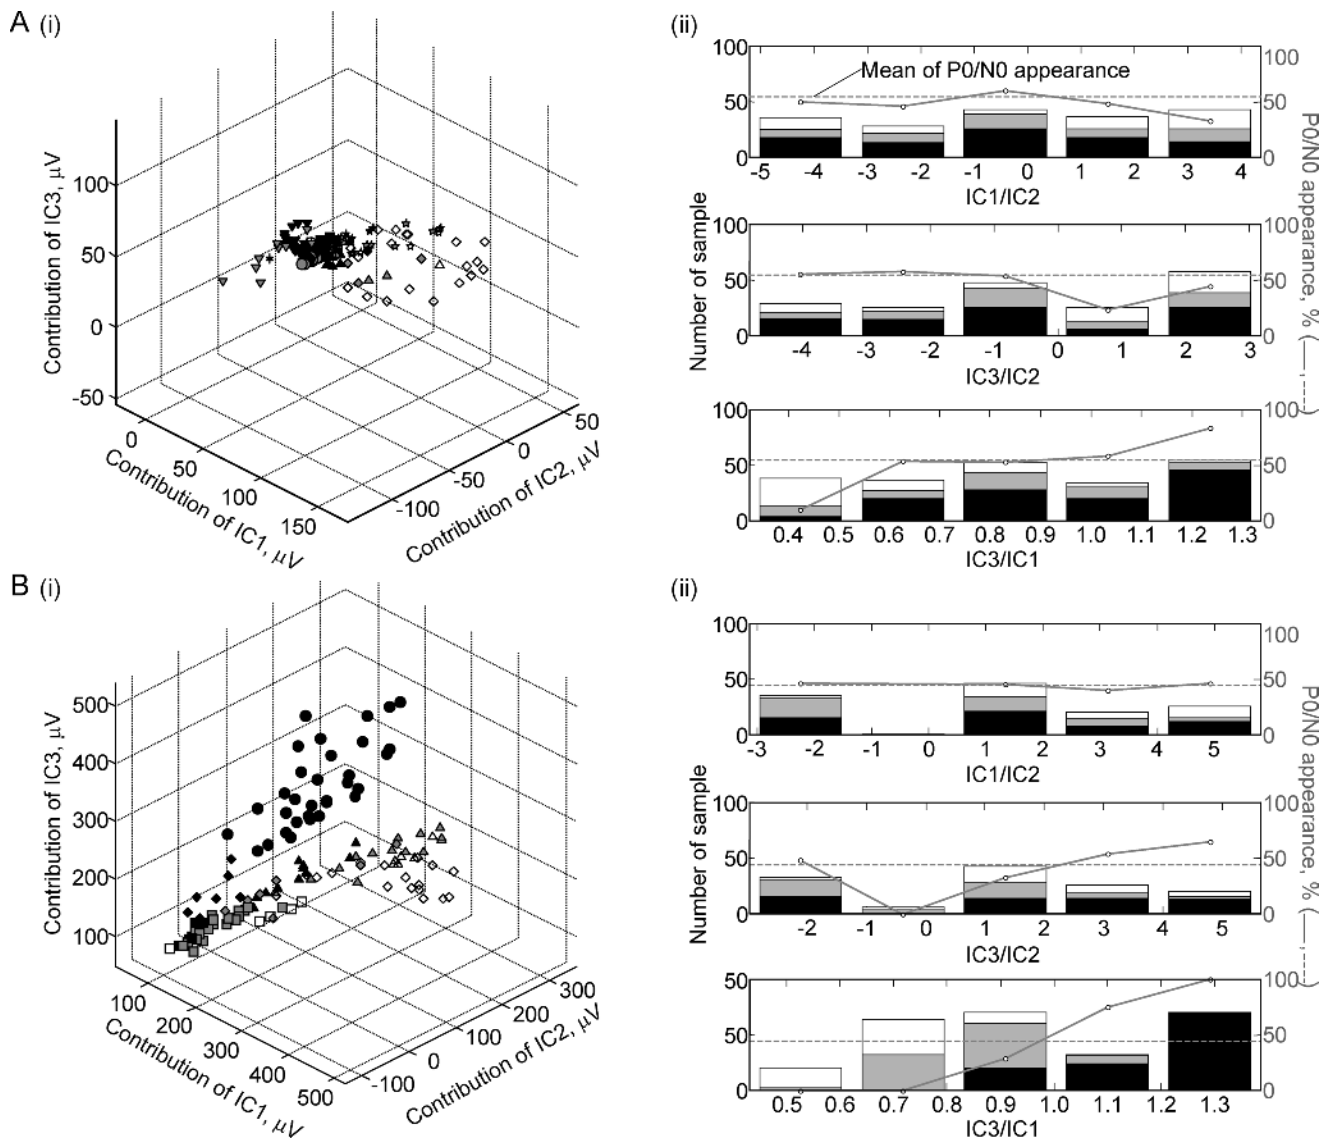 A (i)
Contribution of IC3, μV
100
50
0
-50
0
50
100
150
Contribution of IC1, μV
-100
-50
0
50
Contribution of IC2, μV
(ii)
Number of sample
P0/N0 appearance, % (—, ----)
Mean of P0/N0 appearance
100
50
0
100
50
0
-5 -4 -3 -2 -1 0 1 2 3 4
IC1/IC2
100
50
0
100
50
0
-4 -3 -2 -1 0 1 2 3
IC3/IC2
100
50
0
100
50
0
0.4 0.5 0.6 0.7 0.8 0.9 1.0 1.1 1.2 1.3
IC3/IC1
B (i)
Contribution of IC3, μV
500
400
300
200
100
100
200
300
400
500
Contribution of IC1, μV
-100
0
100
200
300
Contribution of IC2, μV
(ii)
Number of sample
P0/N0 appearance, % (—, ----)
100
50
0
100
50
0
-3 -2 -1 0 1 2 3 4 5
IC1/IC2
100
50
0
100
50
0
-2 -1 0 1 2 3 4 5
IC3/IC2
50
50
0
100
50
0
0.5 0.6 0.7 0.8 0.9 1.0 1.1 1.2 1.3
IC3/IC1